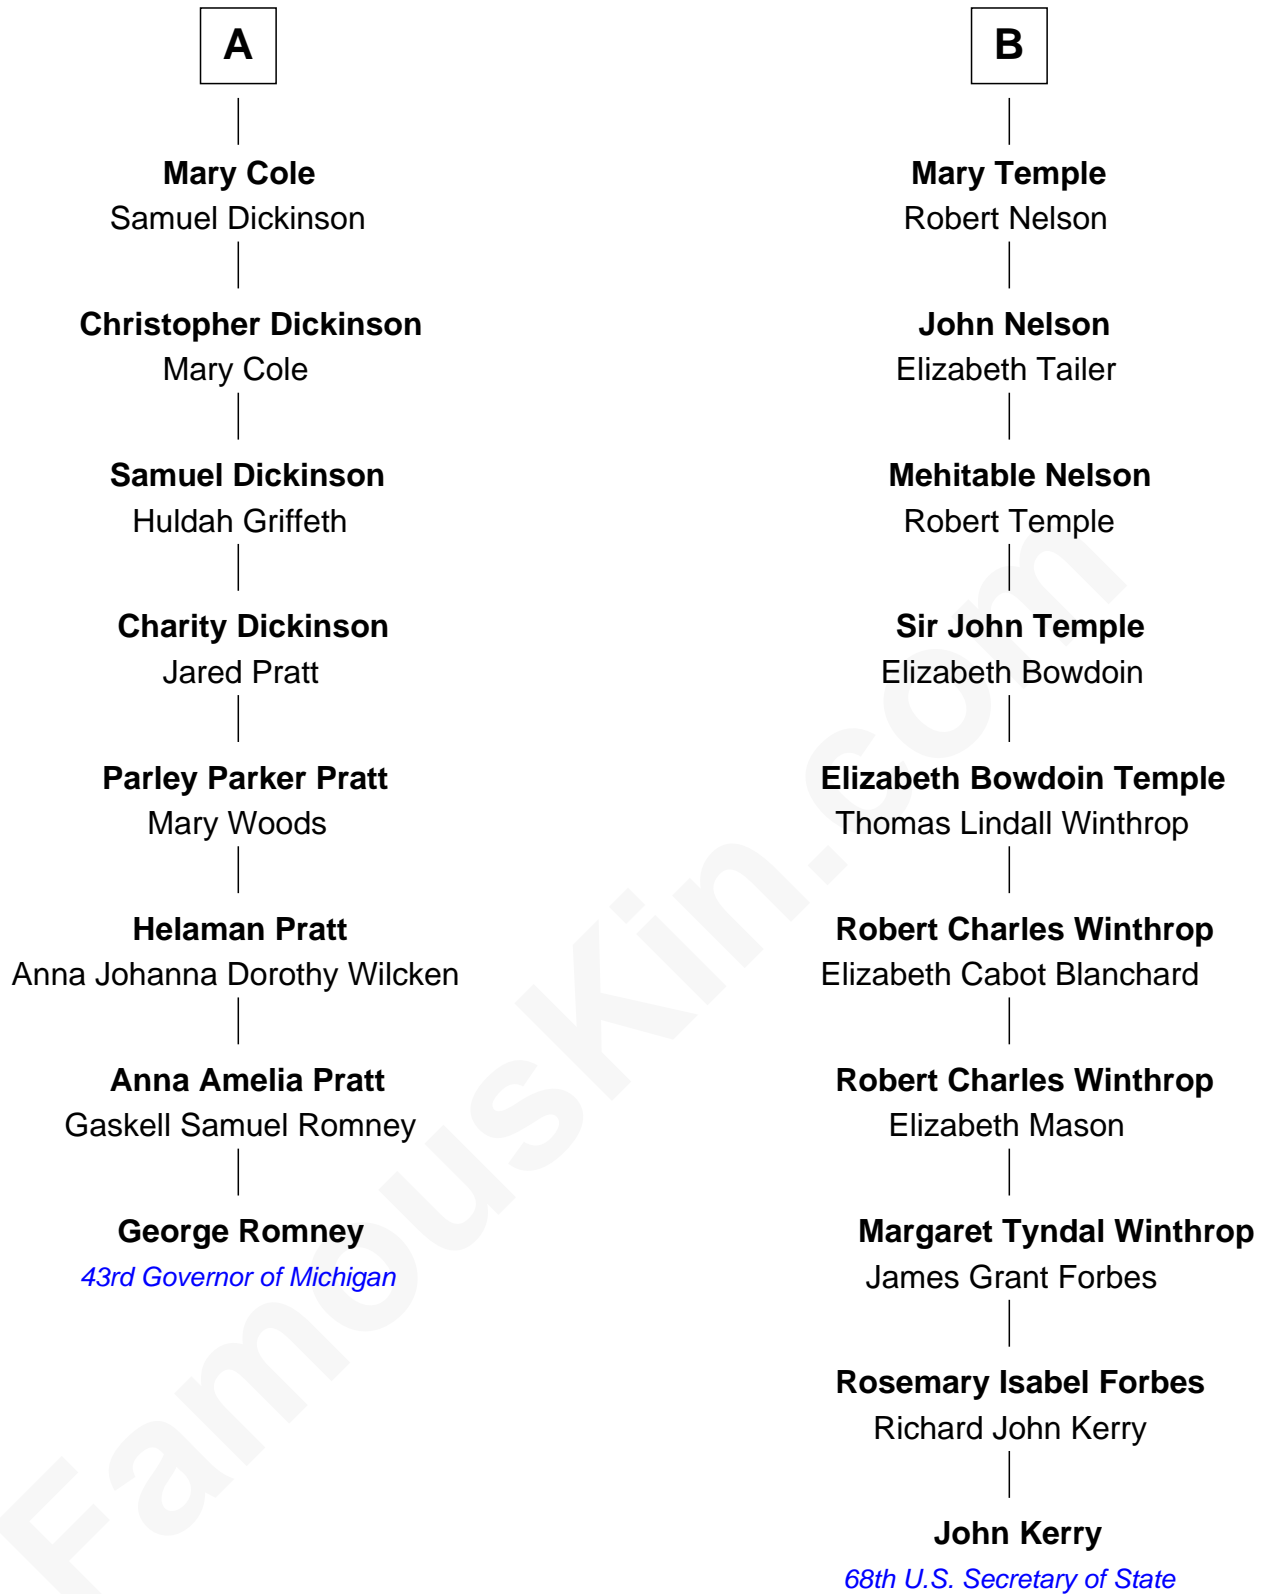 A
Mary Cole
Samuel Dickinson
Christopher Dickinson
Mary Cole
Samuel Dickinson
Huldah Griffeth
Charity Dickinson
Jared Pratt
Parley Parker Pratt
Mary Woods
Helaman Pratt
Anna Johanna Dorothy Wilcken
Anna Amelia Pratt
Gaskell Samuel Romney
George Romney
43rd Governor of Michigan
B
Mary Temple
Robert Nelson
John Nelson
Elizabeth Tailer
Mehitable Nelson
Robert Temple
Sir John Temple
Elizabeth Bowdoin
Elizabeth Bowdoin Temple
Thomas Lindall Winthrop
Robert Charles Winthrop
Elizabeth Cabot Blanchard
Robert Charles Winthrop
Elizabeth Mason
Margaret Tyndal Winthrop
James Grant Forbes
Rosemary Isabel Forbes
Richard John Kerry
John Kerry
68th U.S. Secretary of State
FamousKin.com